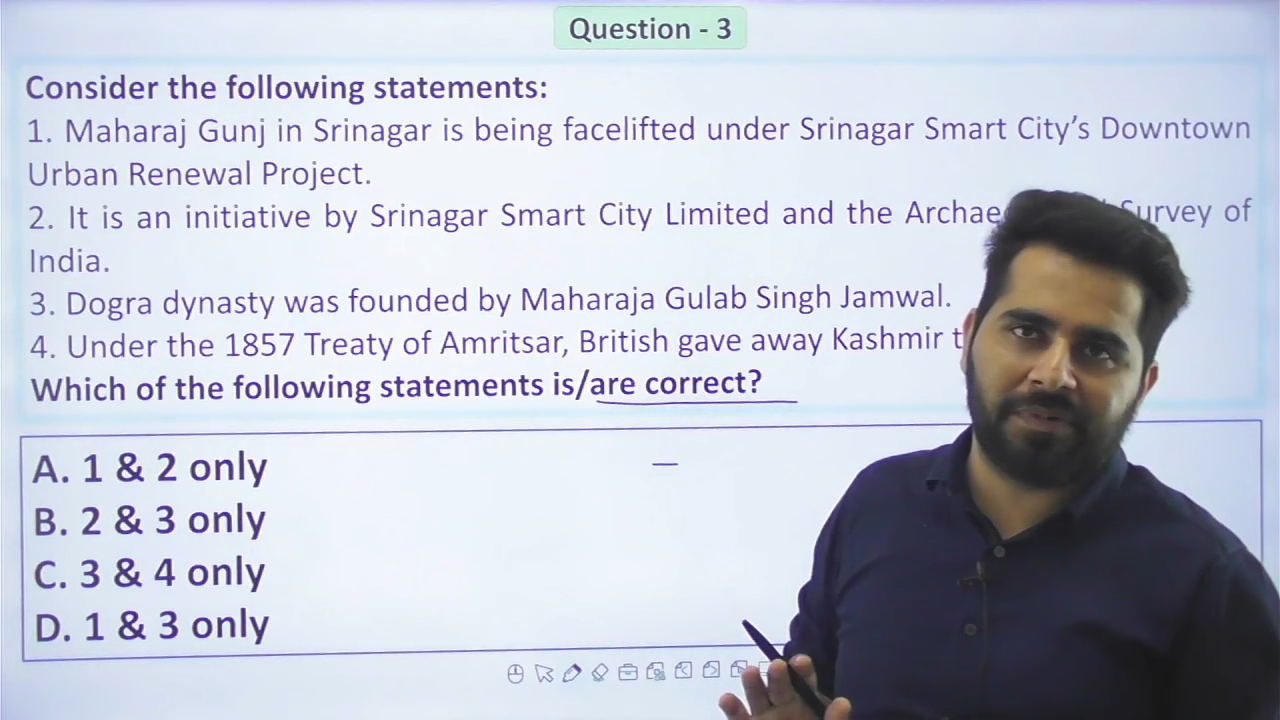 Question - 3
Consider the following statements:
1. Maharaj Gunj in Srinagar is being facelifted under Srinagar Smart City's Downtown
Urban Renewal Project.
2. It is an initiative by Srinagar Smart City Limited and the Survey of
India.
3. Dogra dynasty was founded by Maharaja Gulab Singh Jamwal.
4. Under the 1857 Treaty of Amritsar, British gave away Kashmir
Which of the following statements is/are correct?
A. 1 & 2 only
B. 2 & 3 only
C. 3 & 4 only
D. 1 & 3 only